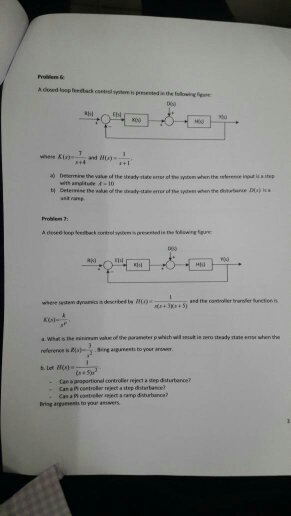 Problem 6:
A closed-loop feedback control system is presented in the following figure:
D(s)
R(s) E(s) K(s) H(s) Y(s)
where K(s)= 7/(s+4) and H(s)= 1/(s+1)
a) Determine the value of the steady-state error of the system when the reference input is a step
with amplitude A=10
b) Determine the value of the steady-state error of the system when the disturbance D(s) is a
unit ramp.
Problem 7:
A closed-loop feedback control system is presented in the following figure:
D(s)
R(s) E(s) K(s) H(s) Y(s)
where system dynamics is described by H(s)= 1/(s(s+3)(s+5)) and the controller transfer function is
K(s)= k/s^p .
a. What is the minimum value of the parameter p which will result in zero steady state error when the
reference is R(s)= 3/s^2 . Bring arguments to your answer.
b. Let H(s)= 1/((s+5)s^2)
- Can a proportional controller reject a step disturbance?
- Can a PI controller reject a step disturbance?
- Can a PI controller reject a ramp disturbance?
Bring arguments to your answers.
3